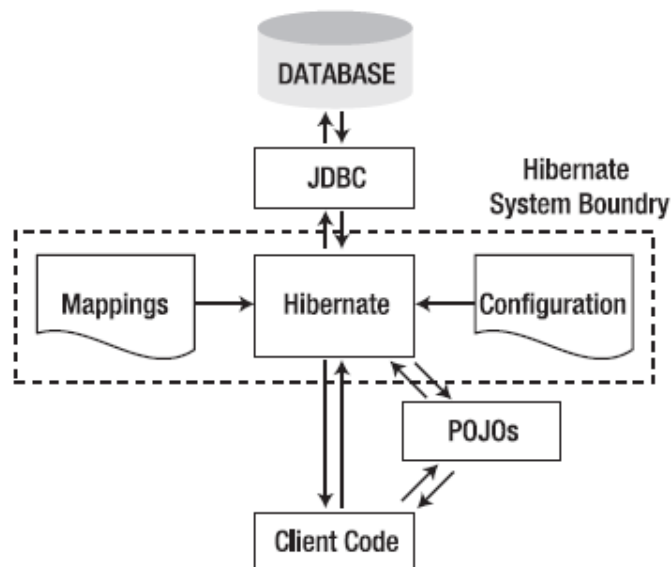 DATABASE
JDBC
Hibernate
System Boundry
Mappings
Hibernate
Configuration
POJOs
Client Code